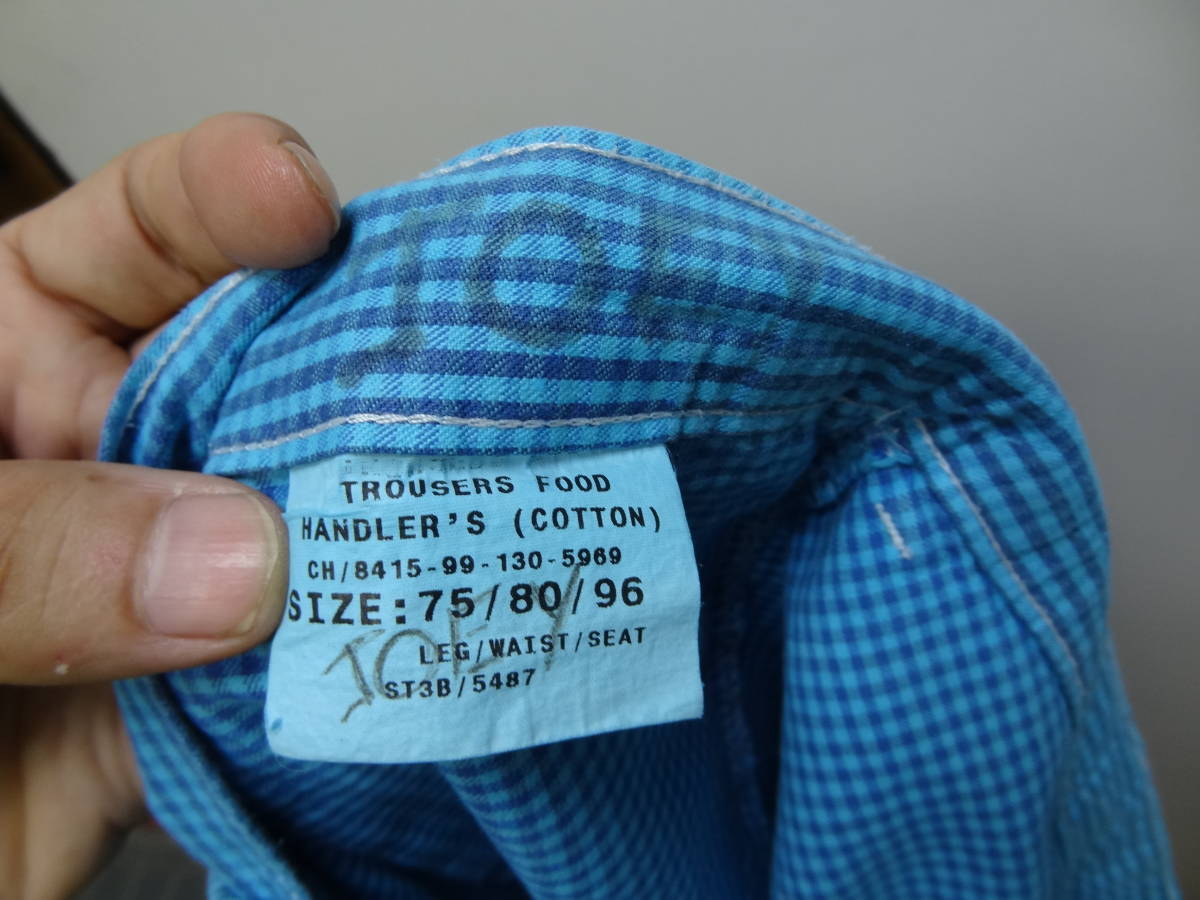 JOEY
TROUSERS FOOD
HANDLER'S (COTTON)
CH/8415-99-130-5969
SIZE:75/80/96
LEG/WAIST/SEAT
JOEY
ST3B/5487